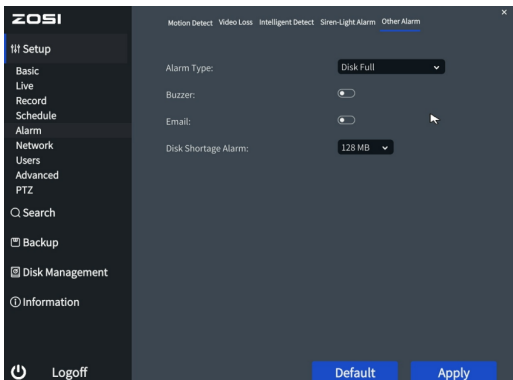 ZOSI
Setup
Basic
Live
Record
Schedule
Alarm
Network
Users
Advanced
PTZ
Search
Backup
Disk Management
Information
Logoff
Motion Detect Video Loss Intelligent Detect Siren-Light Alarm Other Alarm
Alarm Type: Disk Full
Buzzer:
Email:
Disk Shortage Alarm: 128 MB
Default Apply